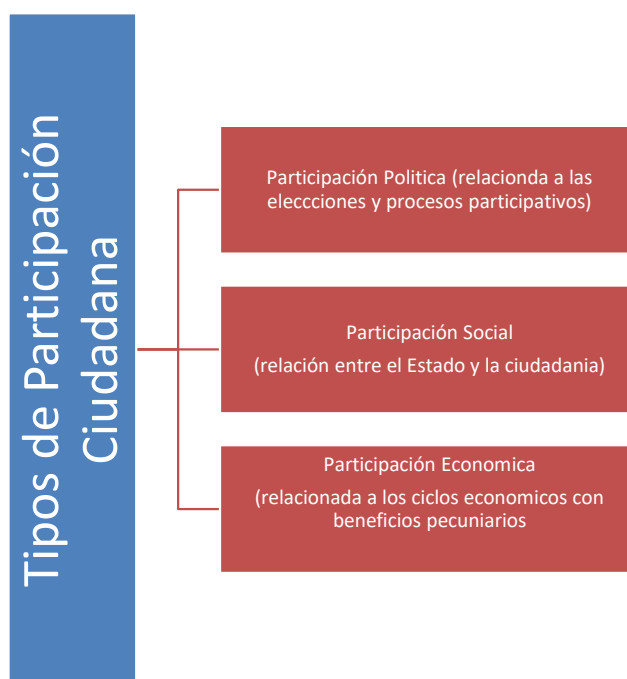 Tipos de Participación
Ciudadana
Participación Politica (relacionda a las
eleccciones y procesos participativos)
Participación Social
(relación entre el Estado y la ciudadania)
Participación Economica
(relacionada a los ciclos economicos con
beneficios pecuniarios